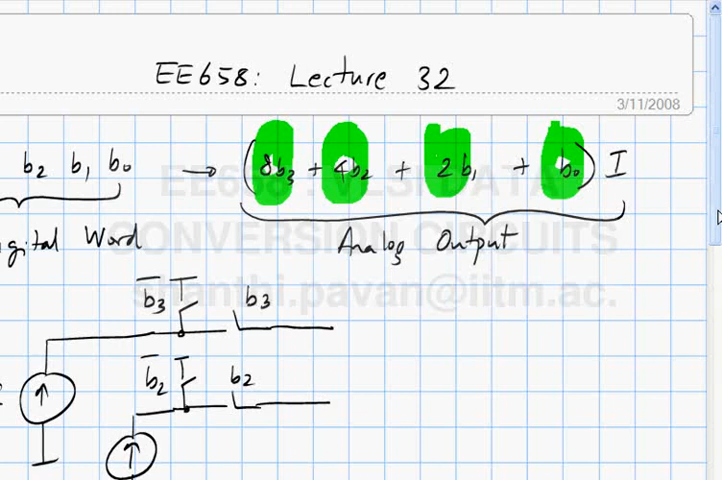 EE658: Lecture 32
3/11/2008
b2 b1 b0 → (8b3 + 4b2 + 2b1 + b0) I
gital Word Analog Output
EE658: VLSI DATA
CONVERSION CIRCUITS
shanthi.pavan@iitm.ac.
b̅3 b3
b̅2 b2